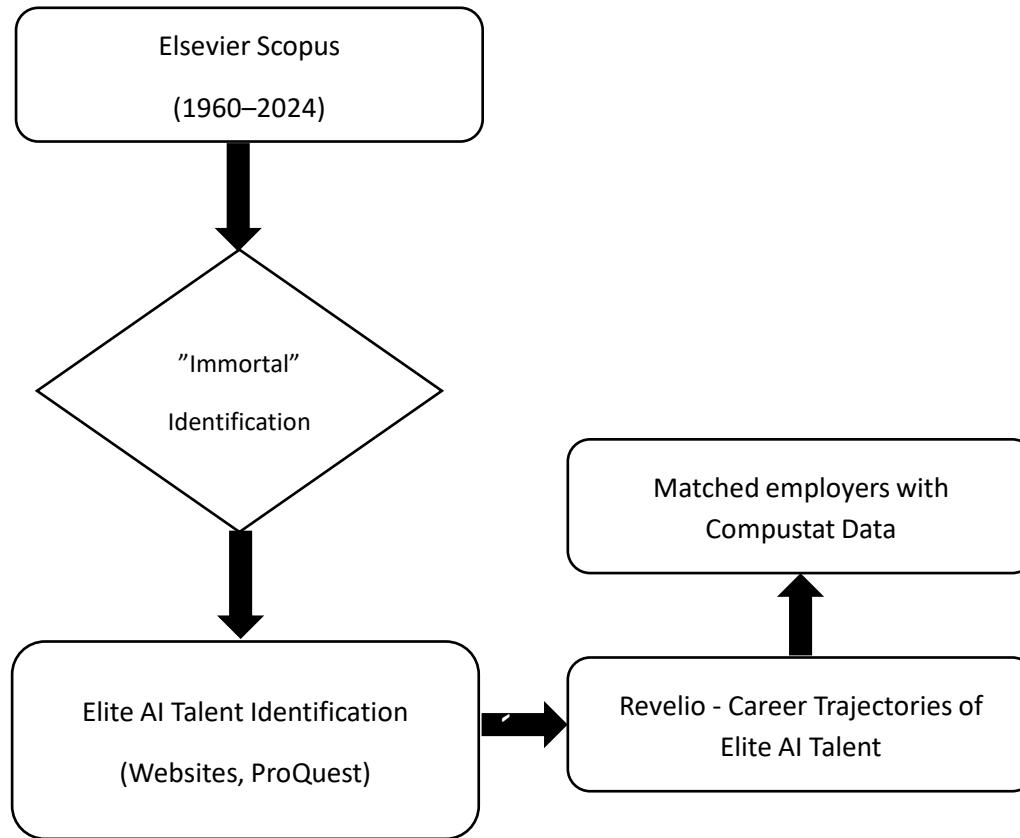 Elsevier Scopus
(1960–2024)
”Immortal”
Identification
Elite AI Talent Identification
(Websites, ProQuest)
Revelio - Career Trajectories of
Elite AI Talent
Matched employers with
Compustat Data